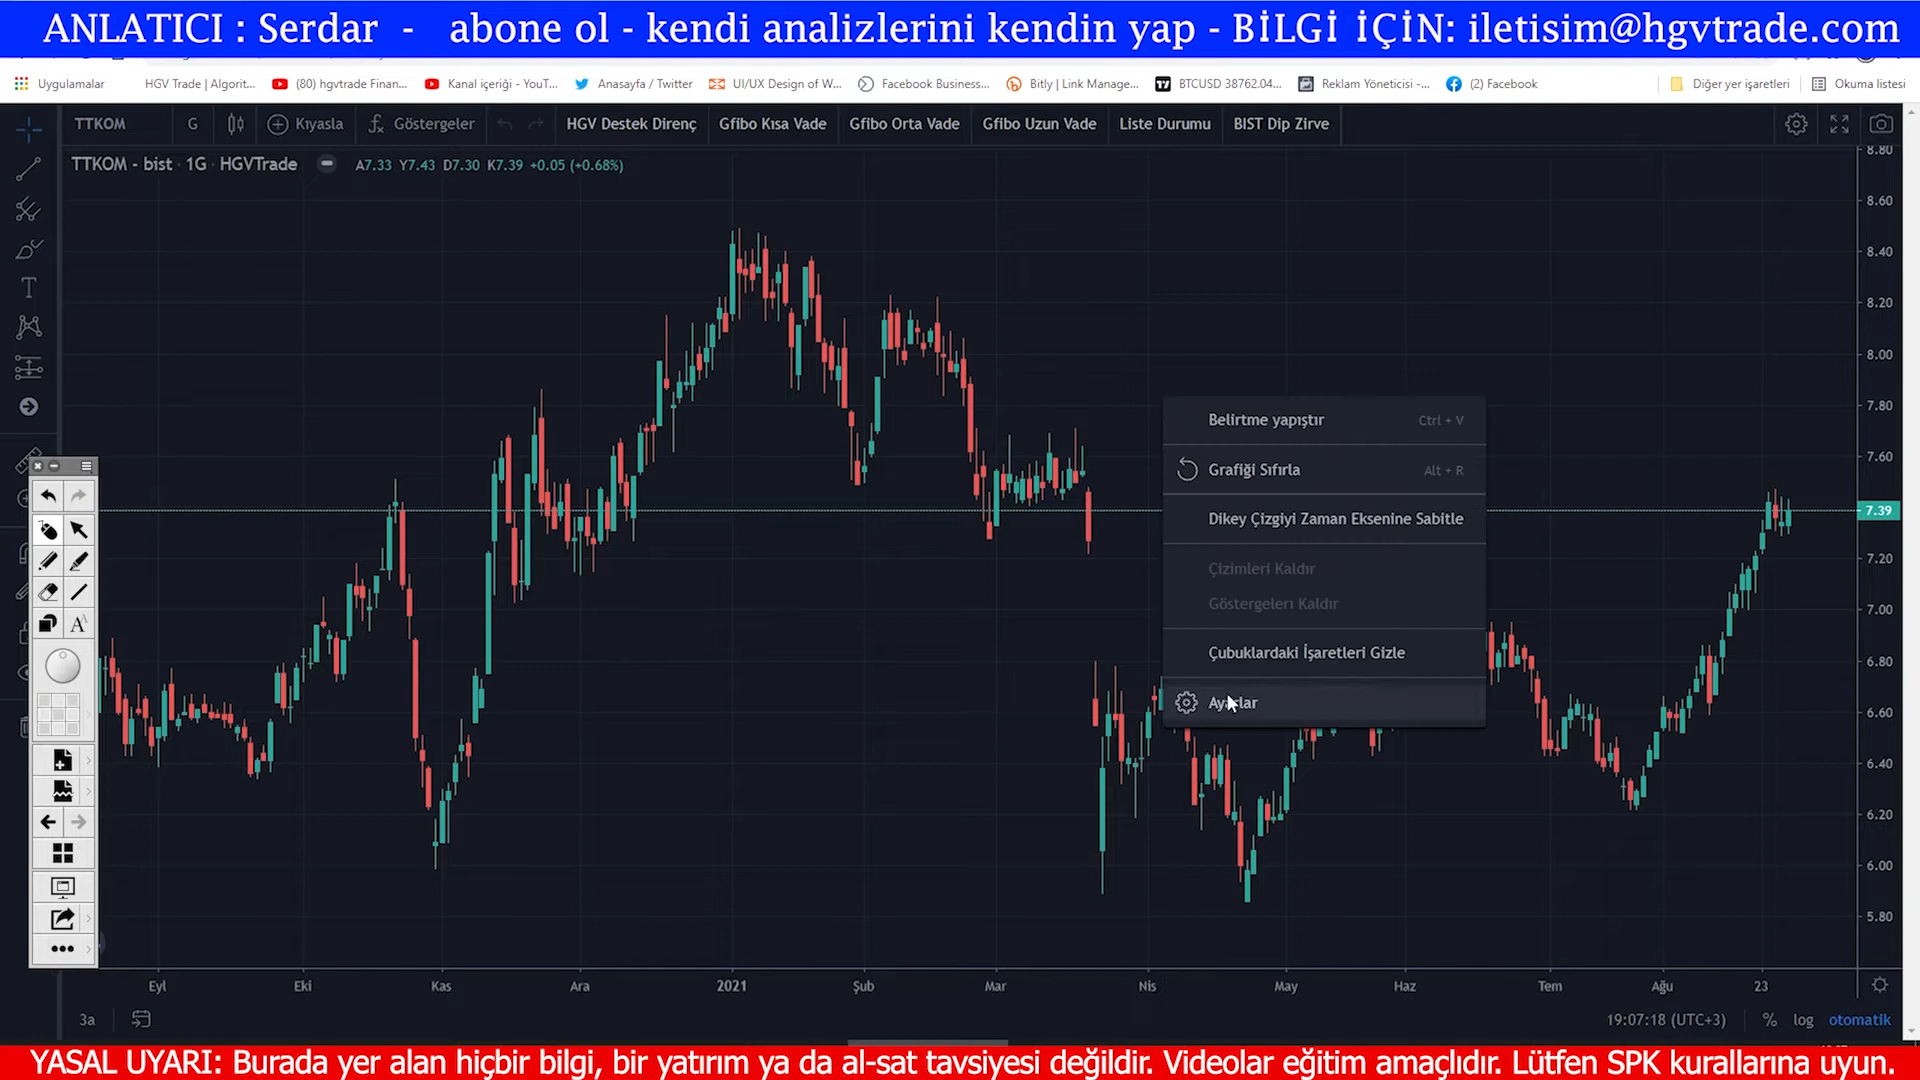 ANLATICI : Serdar - abone ol - kendi analizlerini kendin yap - BİLGİ İÇİN: iletisim@hgvtrade.com
Uygulamalar HGV Trade | Algorit... (80) hgvtrade Finan... Kanal içeriği - YouT... Anasayfa / Twitter UI/UX Design of W... Facebook Business... Bitly | Link Manage... BTCUSD 38762.04... Reklam Yöneticisi -... (2) Facebook Diğer yer işaretleri Okuma listesi
TTKOM G Kıyasla Göstergeler HGV Destek Direnç Gfibo Kısa Vade Gfibo Orta Vade Gfibo Uzun Vade Liste Durumu BIST Dip Zirve
TTKOM - bist · 1G · HGVTrade A7.33 Y7.43 D7.30 K7.39 +0.05 (+0.68%)
8.80
8.60
8.40
8.20
8.00
7.80
7.60
7.39
7.20
7.00
6.80
6.60
6.40
6.20
6.00
5.80
Belirtme yapıştır Ctrl + V
Grafiği Sıfırla Alt + R
Dikey Çizgiyi Zaman Eksenine Sabitle
Çizimleri Kaldır
Göstergeleri Kaldır
Çubuklardaki İşaretleri Gizle
Ayarlar
Eyl Eki Kas Ara 2021 Şub Mar Nis May Haz Tem Ağu 23
3a 19:07:18 (UTC+3) % log otomatik
YASAL UYARI: Burada yer alan hiçbir bilgi, bir yatırım ya da al-sat tavsiyesi değildir. Videolar eğitim amaçlıdır. Lütfen SPK kurallarına uyun.